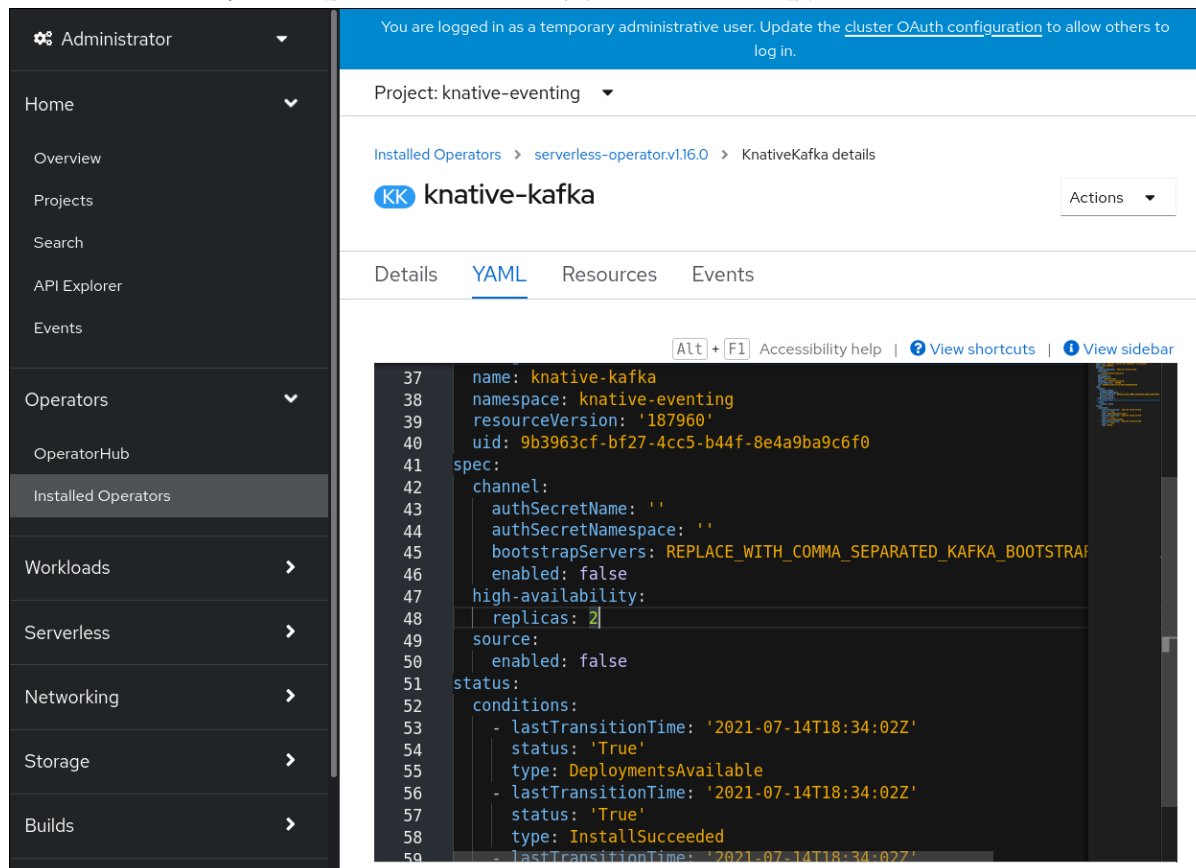 Administrator
You are logged in as a temporary administrative user. Update the cluster OAuth configuration to allow others to
log in.
Home
Overview
Projects
Search
API Explorer
Events
Operators
OperatorHub
Installed Operators
Workloads
Serverless
Networking
Storage
Builds
Project: knative-eventing
Installed Operators > serverless-operator.v1.16.0 > KnativeKafka details
KK knative-kafka
Actions
Details YAML Resources Events
Alt + F1 Accessibility help | View shortcuts | View sidebar
37 name: knative-kafka
38 namespace: knative-eventing
39 resourceVersion: '187960'
40 uid: 9b3963cf-bf27-4cc5-b44f-8e4a9ba9c6f0
41 spec:
42 channel:
43 authSecretName: ''
44 authSecretNamespace: ''
45 bootstrapServers: REPLACE_WITH_COMMA_SEPARATED_KAFKA_BOOTSTRAP
46 enabled: false
47 high-availability:
48 replicas: 2
49 source:
50 enabled: false
51 status:
52 conditions:
53 - lastTransitionTime: '2021-07-14T18:34:02Z'
54 status: 'True'
55 type: DeploymentsAvailable
56 - lastTransitionTime: '2021-07-14T18:34:02Z'
57 status: 'True'
58 type: InstallSucceeded
59 - lastTransitionTime: '2021-07-14T18:34:02Z'